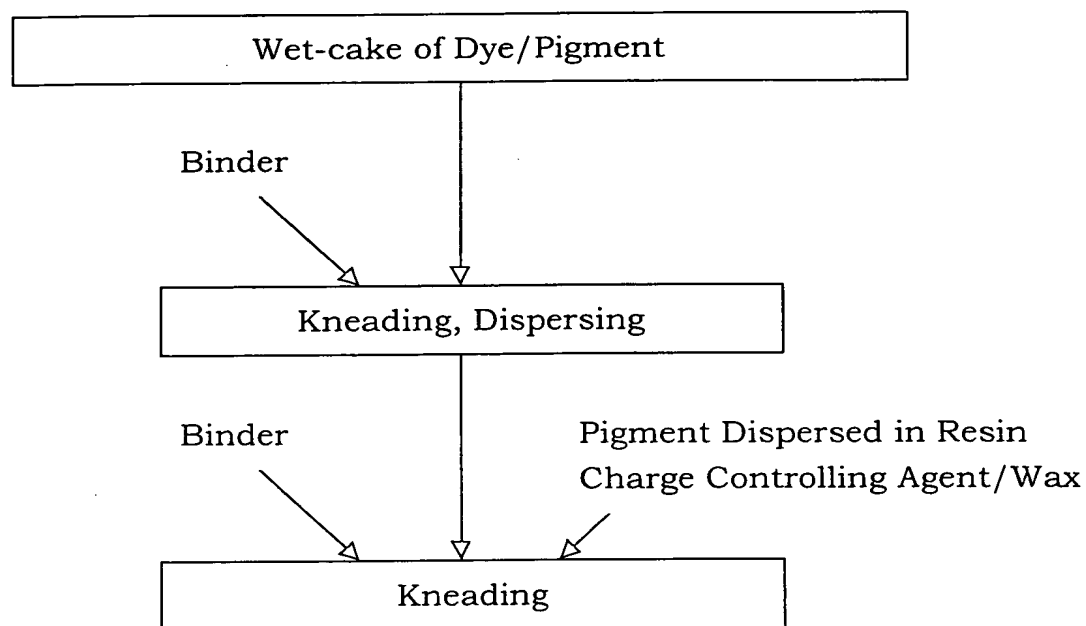 Wet-cake of Dye/Pigment
Binder
Kneading, Dispersing
Binder
Pigment Dispersed in Resin
Charge Controlling Agent/Wax
Kneading